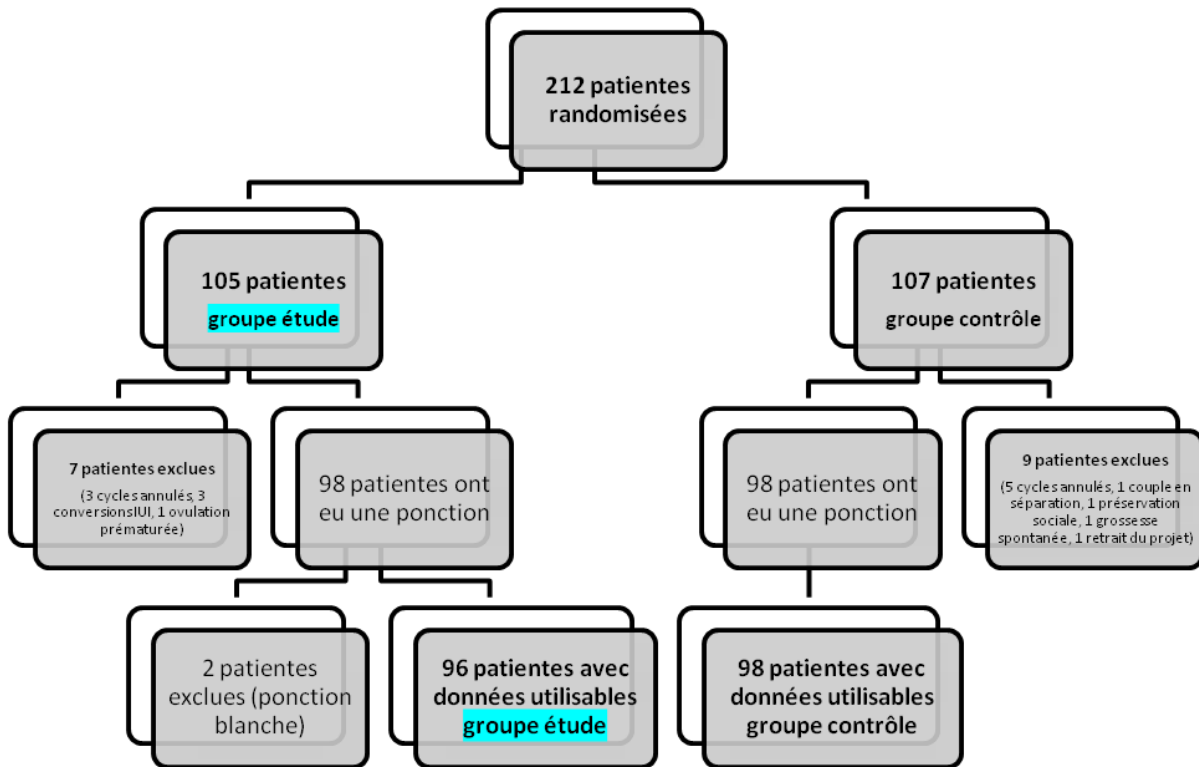 212 patientes
randomisées
105 patientes
groupe étude
107 patientes
groupe contrôle
7 patientes exclues
(3 cycles annulés, 3
conversions IUI, 1 ovulation
prématurée)
98 patientes ont
eu une ponction
98 patientes ont
eu une ponction
9 patientes exclues
(5 cycles annulés, 1 couple en
séparation, 1 préservation
sociale, 1 grossesse
spontanée, 1 retrait du projet)
2 patientes
exclues (ponction
blanche)
96 patientes avec
données utilisables
groupe étude
98 patientes avec
données utilisables
groupe contrôle